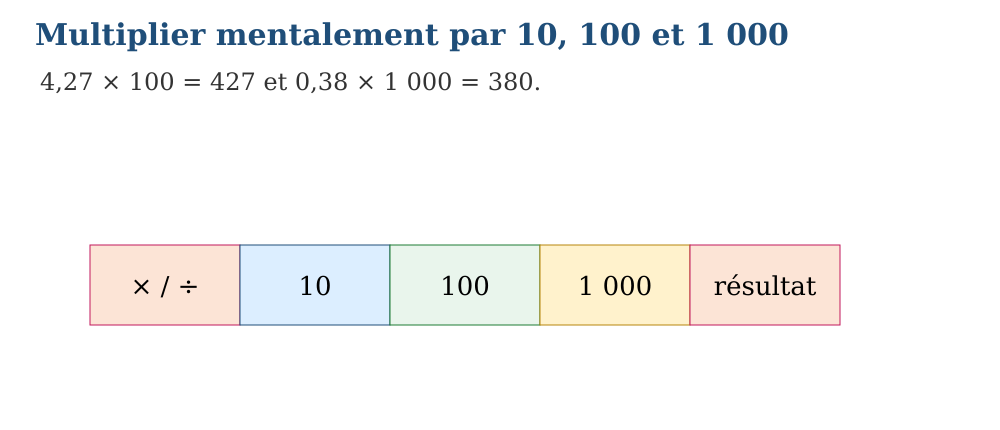 Multiplier mentalement par 10, 100 et 1 000
4,27 × 100 = 427 et 0,38 × 1 000 = 380.
× / ÷ 10 100 1 000 résultat